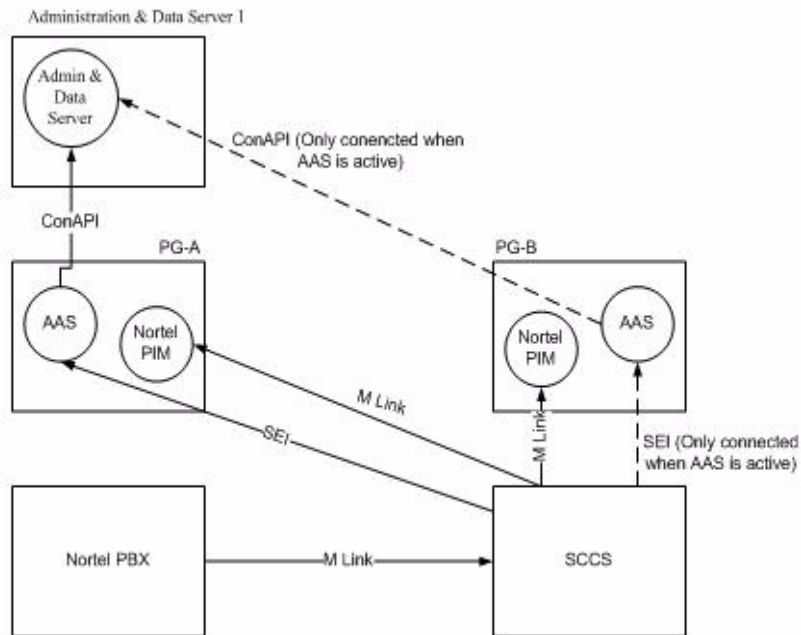 Administration & Data Server 1
Admin &
Data
Server
ConAPI (Only conencted when
AAS is active)
ConAPI
PG-A
PG-B
AAS
Nortel
PIM
Nortel
PIM
AAS
M Link
SEI
M Link
SEI (Only connected
when AAS is active)
Nortel PBX
M Link
SCCS